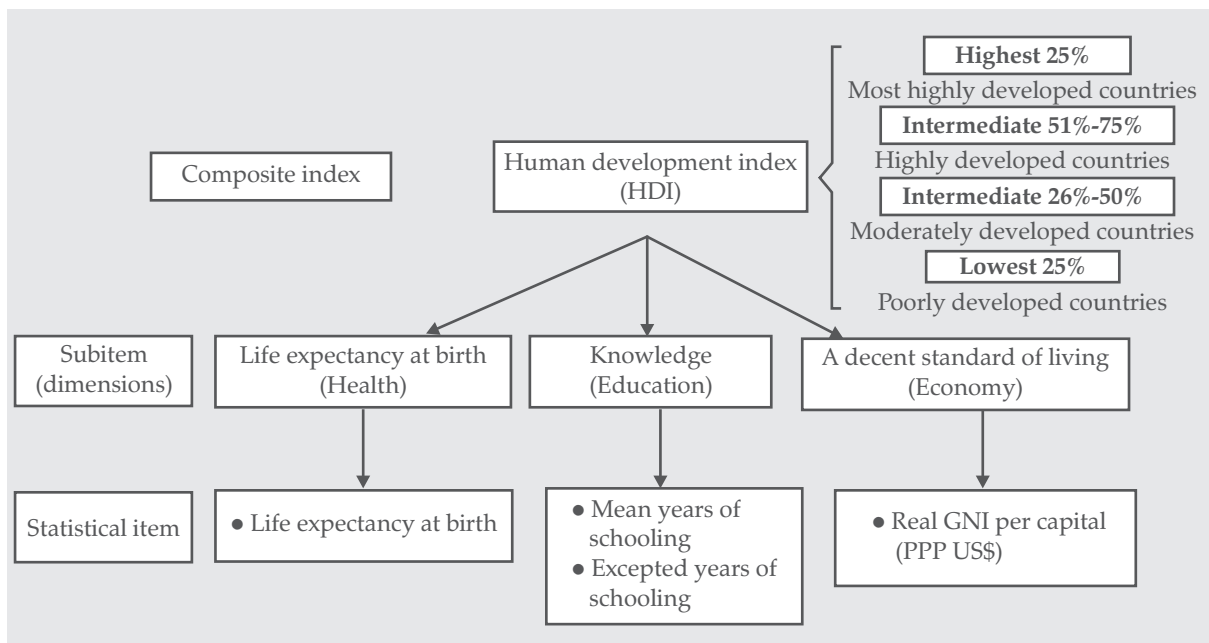 Highest 25%
Most highly developed countries
Intermediate 51%-75%
Highly developed countries
Intermediate 26%-50%
Moderately developed countries
Lowest 25%
Poorly developed countries
Composite index
Human development index
(HDI)
Subitem
(dimensions)
Life expectancy at birth
(Health)
Knowledge
(Education)
A decent standard of living
(Economy)
Statistical item
● Life expectancy at birth
● Mean years of
schooling
● Excepted years of
schooling
● Real GNI per capital
(PPP US$)